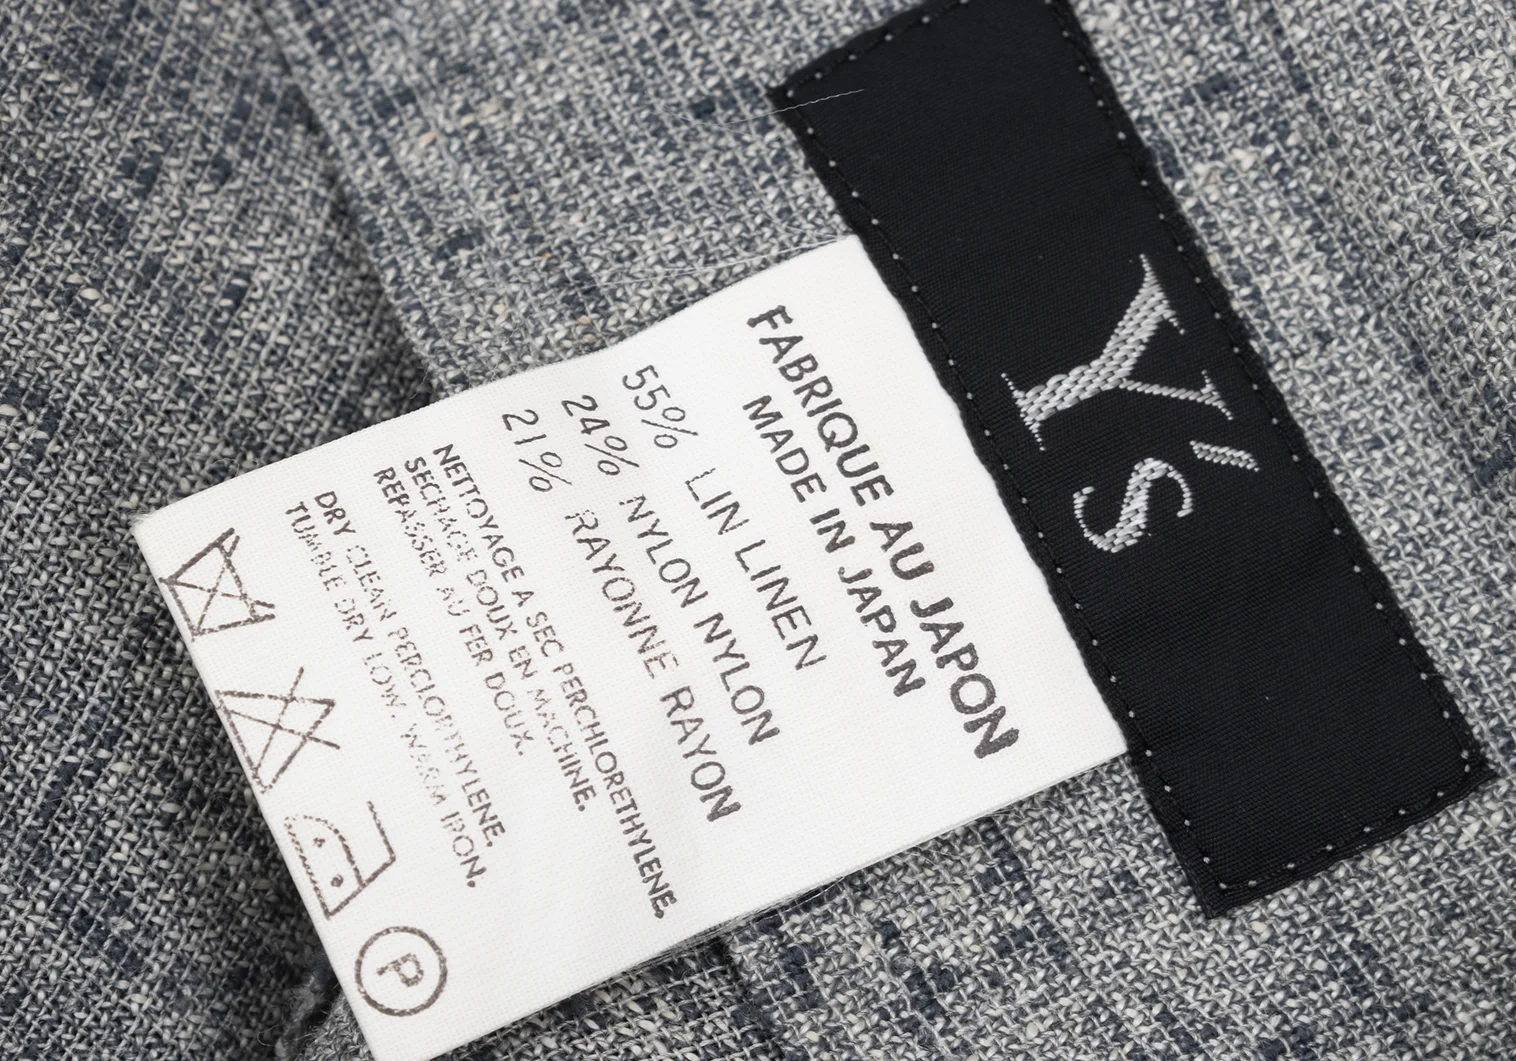 Y's
FABRIQUE AU JAPON
MADE IN JAPAN
55% LIN LINEN
24% NYLON NYLON
21% RAYONNE RAYON
NETTOYAGE A SEC PERCHLORETHYLENE.
SECHAGE DOUX EN MACHINE.
REPASSER AU FER DOUX.
DRY CLEAN PERCLORTHYLENE.
TUMBLE DRY LOW. WARM IRON.
P